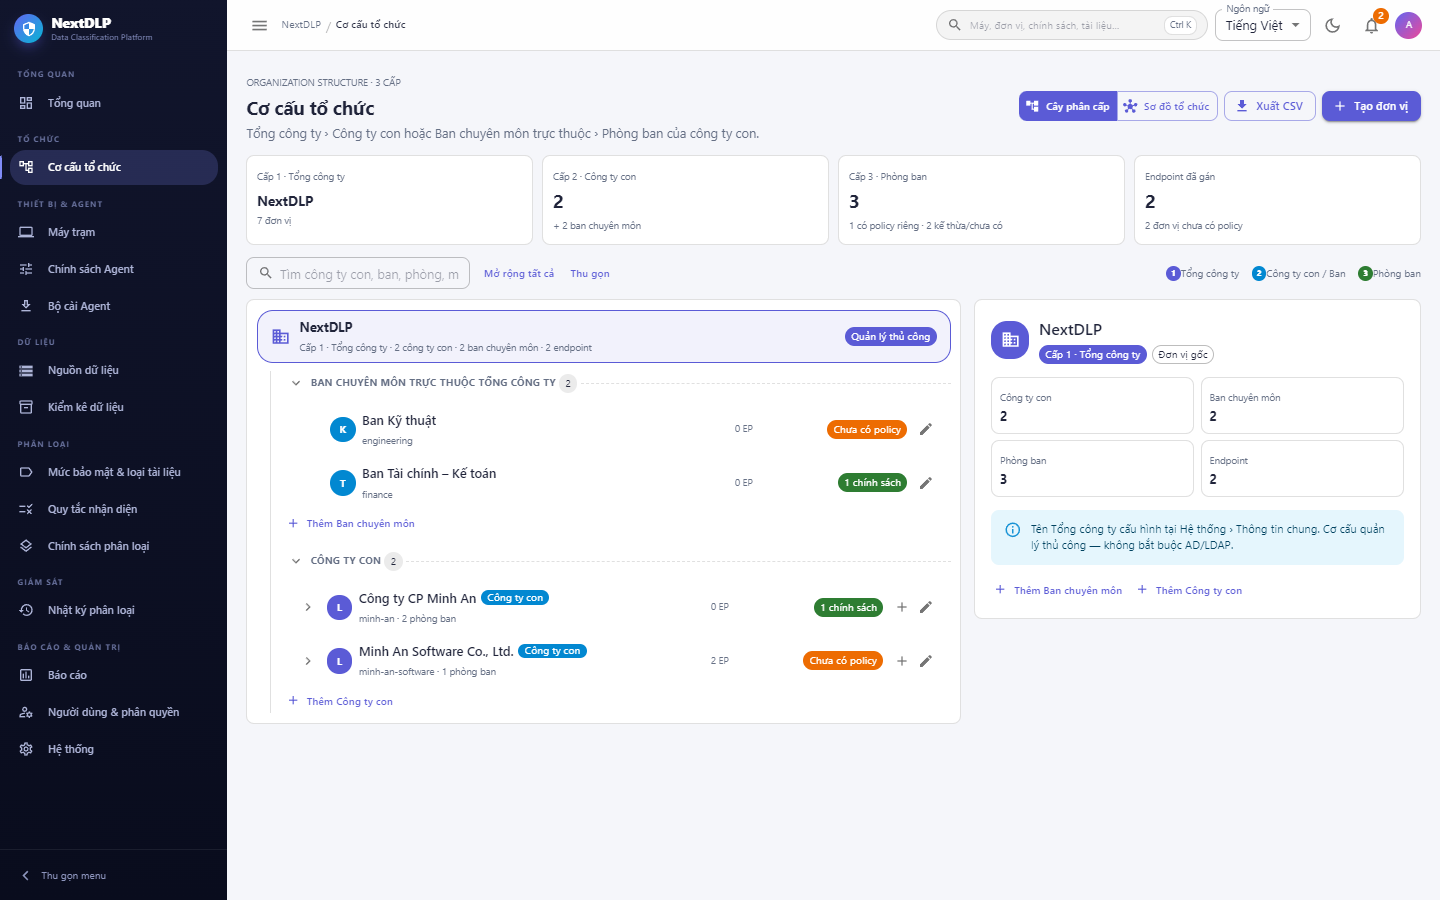 NextDLP
Data Classification Platform
TỔNG QUAN
Tổng quan
TỔ CHỨC
Cơ cấu tổ chức
THIẾT BỊ & AGENT
Máy trạm
Chính sách Agent
Bộ cài Agent
DỮ LIỆU
Nguồn dữ liệu
Kiểm kê dữ liệu
PHÂN LOẠI
Mức bảo mật & loại tài liệu
Quy tắc nhận diện
Chính sách phân loại
GIÁM SÁT
Nhật ký phân loại
BÁO CÁO & QUẢN TRỊ
Báo cáo
Người dùng & phân quyền
Hệ thống
Thu gọn menu
NextDLP / Cơ cấu tổ chức
Máy, đơn vị, chính sách, tài liệu... Ctrl K
Ngôn ngữ
Tiếng Việt
2
A
ORGANIZATION STRUCTURE · 3 CẤP
Cơ cấu tổ chức
Tổng công ty › Công ty con hoặc Ban chuyên môn trực thuộc › Phòng ban của công ty con.
Cây phân cấp
Sơ đồ tổ chức
Xuất CSV
Tạo đơn vị
Cấp 1 · Tổng công ty
NextDLP
7 đơn vị
Cấp 2 · Công ty con
2
+ 2 ban chuyên môn
Cấp 3 · Phòng ban
3
1 có policy riêng · 2 kế thừa/chưa có
Endpoint đã gán
2
2 đơn vị chưa có policy
Tìm công ty con, ban, phòng, m
Mở rộng tất cả
Thu gọn
1 Tổng công ty
2 Công ty con / Ban
3 Phòng ban
NextDLP
Cấp 1 · Tổng công ty · 2 công ty con · 2 ban chuyên môn · 2 endpoint
Quản lý thủ công
BAN CHUYÊN MÔN TRỰC THUỘC TỔNG CÔNG TY 2
K
Ban Kỹ thuật
engineering
0 EP
Chưa có policy
T
Ban Tài chính – Kế toán
finance
0 EP
1 chính sách
+ Thêm Ban chuyên môn
CÔNG TY CON 2
L
Công ty CP Minh An Công ty con
minh-an · 2 phòng ban
0 EP
1 chính sách
L
Minh An Software Co., Ltd. Công ty con
minh-an-software · 1 phòng ban
2 EP
Chưa có policy
+ Thêm Công ty con
NextDLP
Cấp 1 · Tổng công ty
Đơn vị gốc
Công ty con
2
Ban chuyên môn
2
Phòng ban
3
Endpoint
2
Tên Tổng công ty cấu hình tại Hệ thống › Thông tin chung. Cơ cấu quản
lý thủ công — không bắt buộc AD/LDAP.
+ Thêm Ban chuyên môn
+ Thêm Công ty con